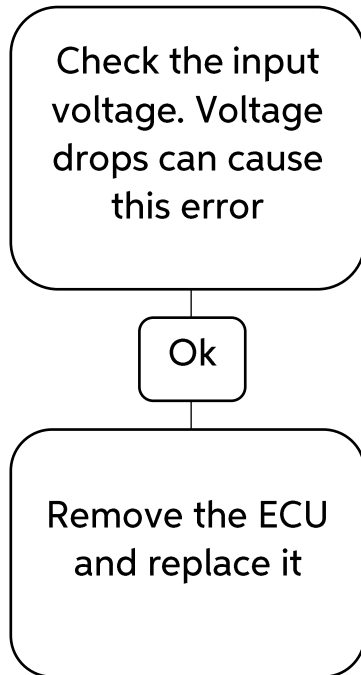 Check the input
voltage. Voltage
drops can cause
this error
Ok
Remove the ECU
and replace it